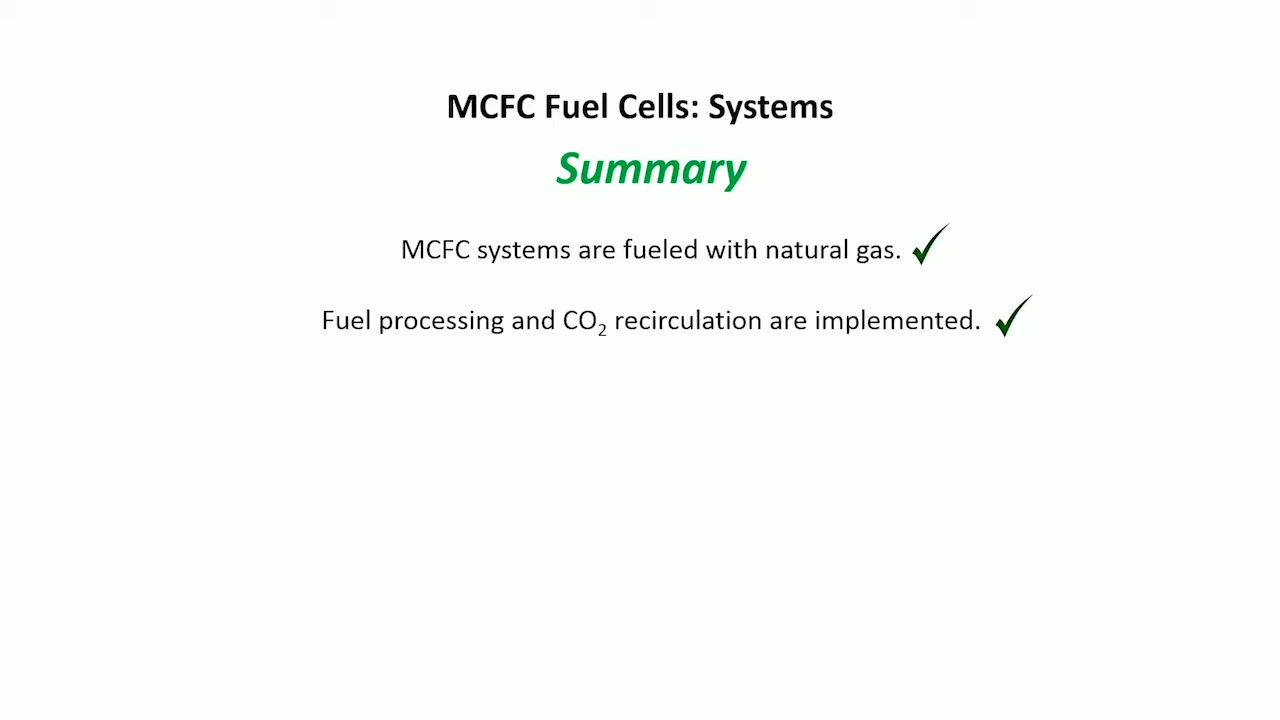 MCFC Fuel Cells: Systems
Summary
MCFC systems are fueled with natural gas.
Fuel processing and CO₂ recirculation are implemented.